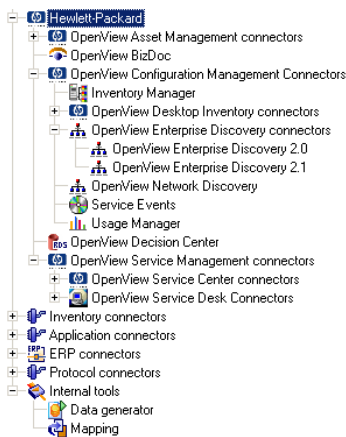 Hewlett-Packard
OpenView Asset Management connectors
OpenView BizDoc
OpenView Configuration Management Connectors
Inventory Manager
OpenView Desktop Inventory connectors
OpenView Enterprise Discovery connectors
OpenView Enterprise Discovery 2.0
OpenView Enterprise Discovery 2.1
OpenView Network Discovery
Service Events
Usage Manager
RDS OpenView Decision Center
OpenView Service Management connectors
OpenView Service Center connectors
OpenView Service Desk Connectors
Inventory connectors
Application connectors
ERP ERP connectors
Protocol connectors
Internal tools
Data generator
Mapping